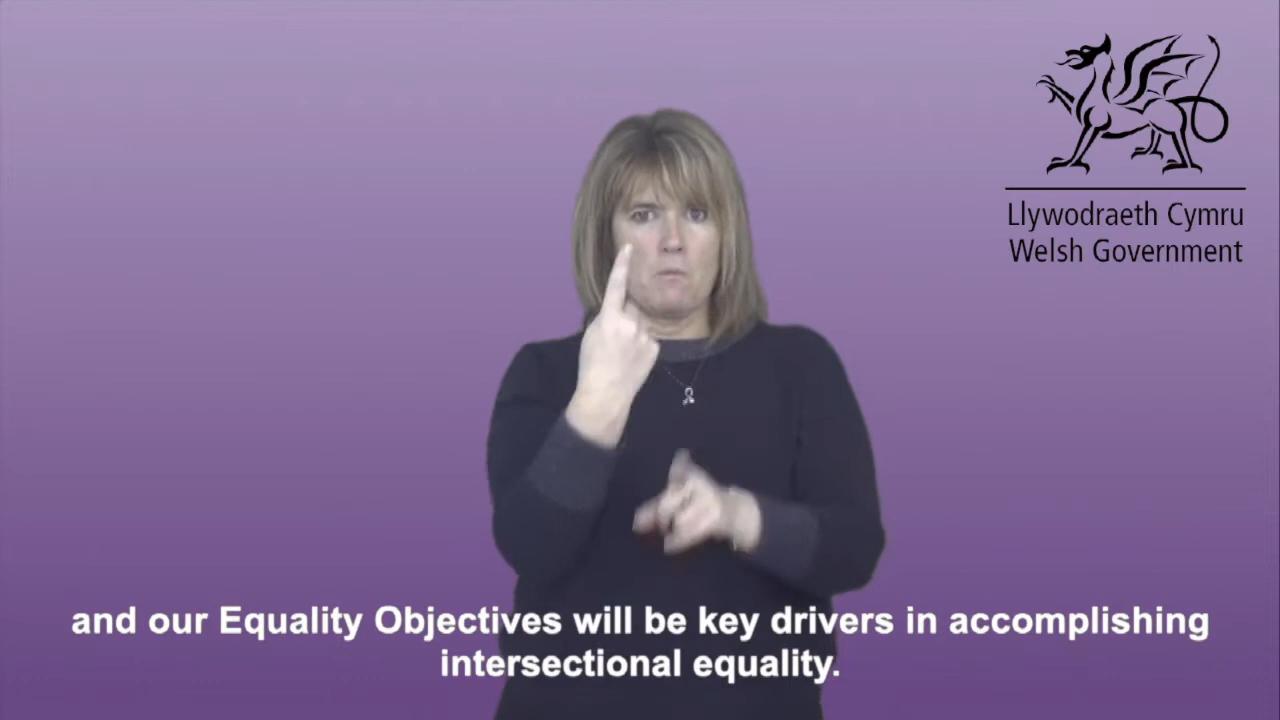 Llywodraeth Cymru
Welsh Government
and our Equality Objectives will be key drivers in accomplishing
intersectional equality.